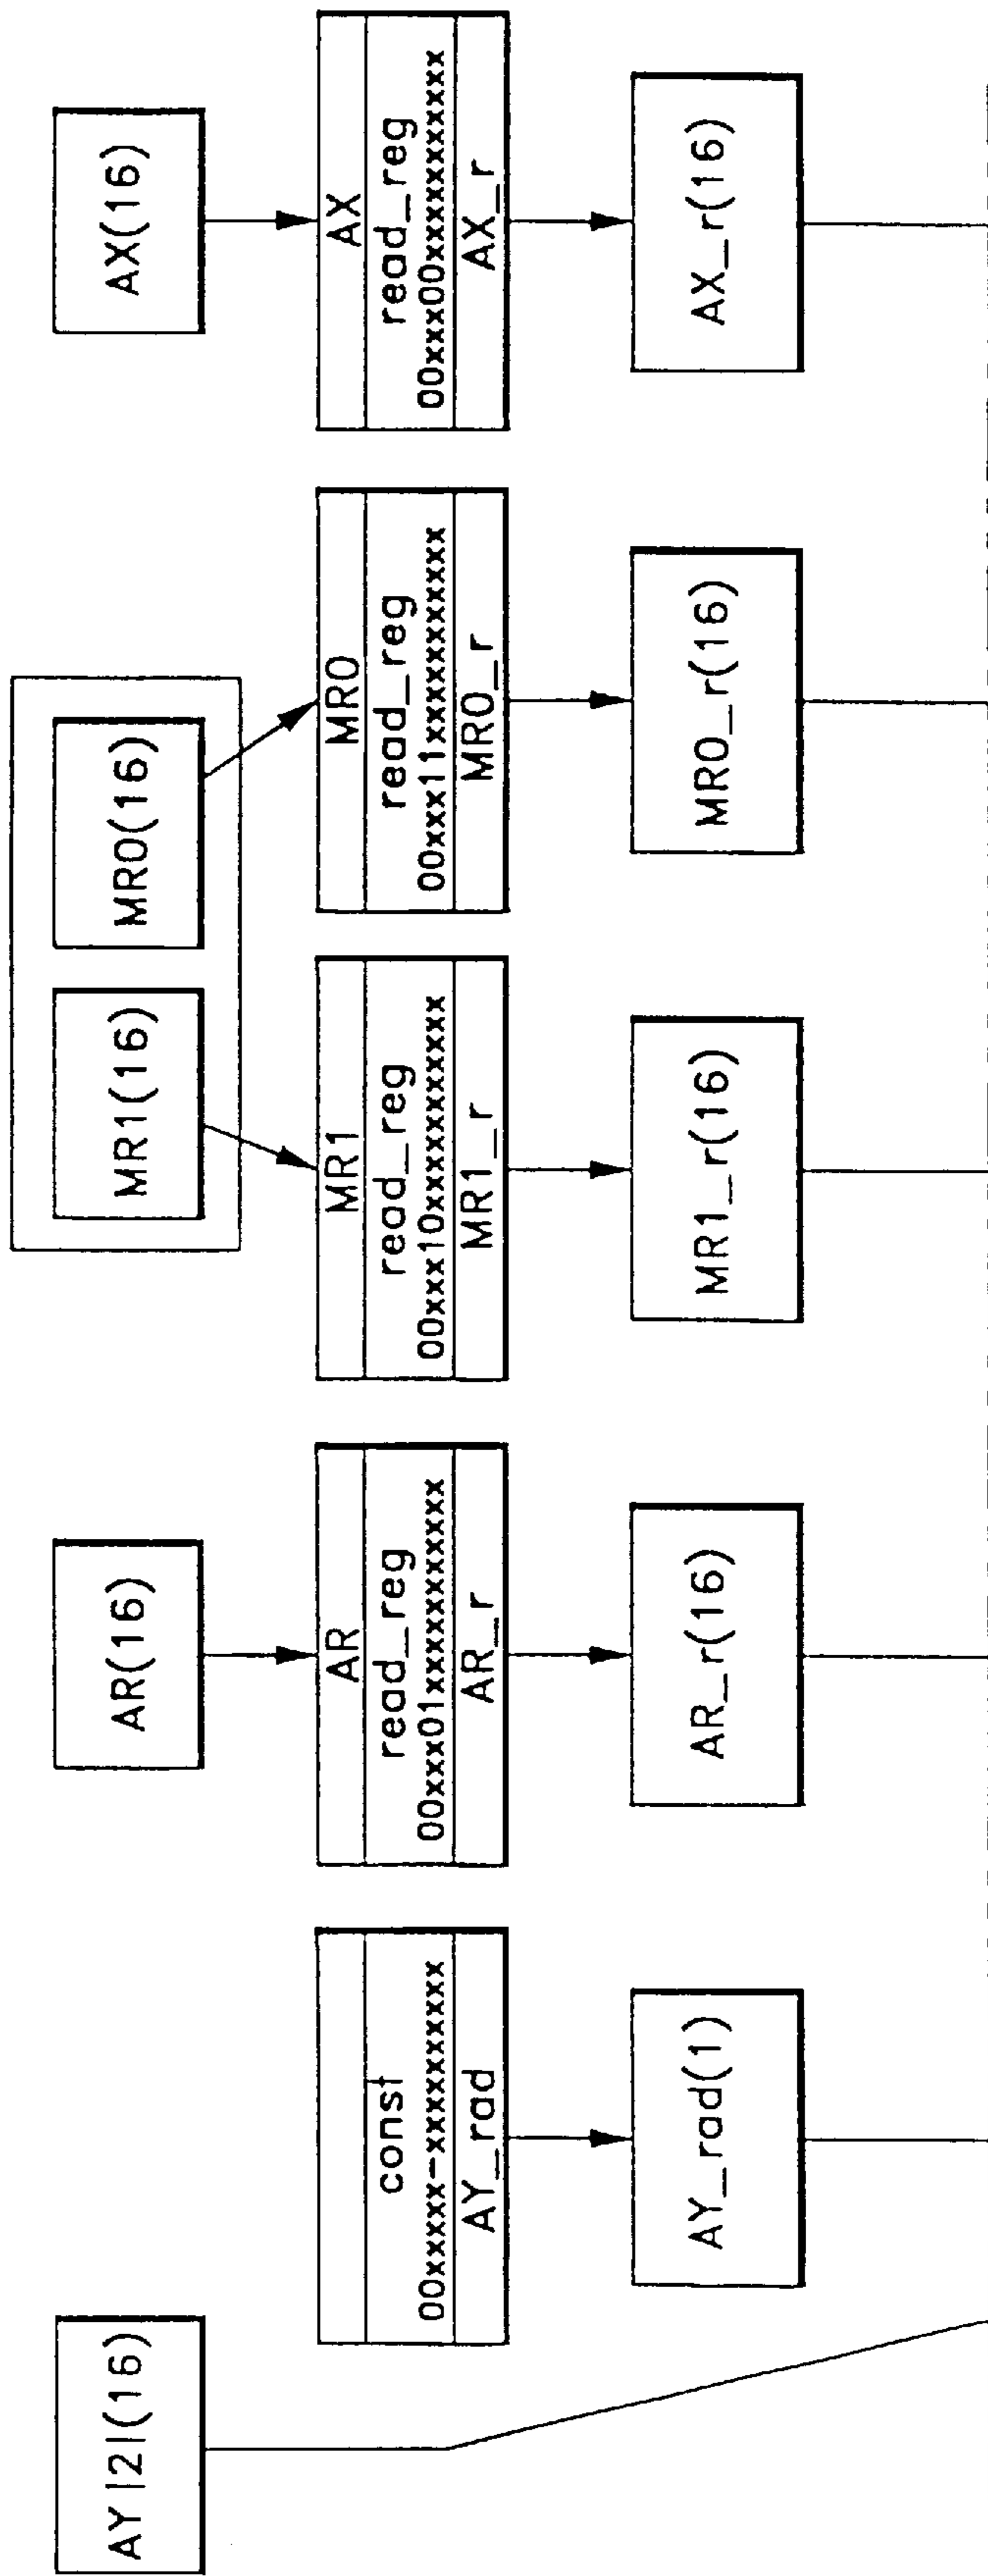 AY|2|(16)
AR(16)
MR1(16)
MR0(16)
AX(16)
const
00xxxx-xxxxxxxxx
AY_rad
AR
read_reg
00xxx01xxxxxxxxx
AR_r
MR1
read_reg
00xxx10xxxxxxxxx
MR1_r
MR0
read_reg
00xxx11xxxxxxxxx
MR0_r
AX
read_reg
00xxx00xxxxxxxxx
AX_r
AY_rad(1)
AR_r(16)
MR1_r(16)
MR0_r(16)
AX_r(16)